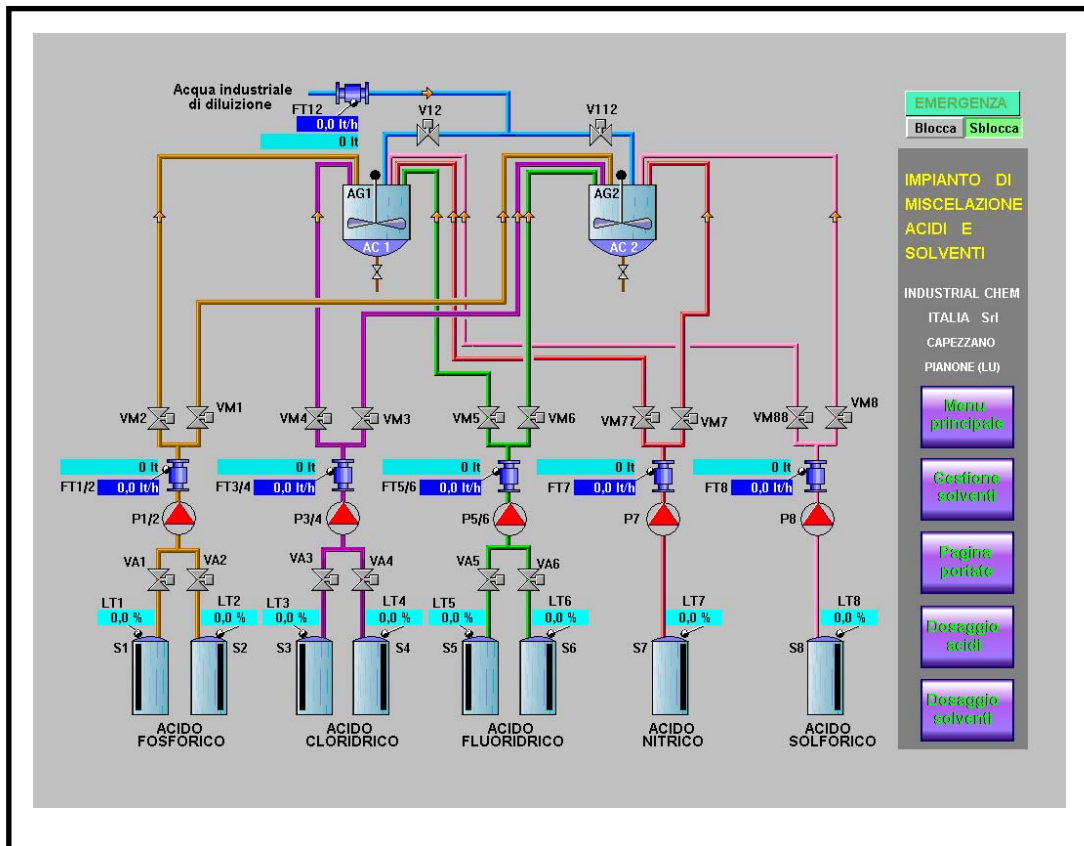 Acqua industriale
di diluizione
FT12
0,0 lt/h
0 lt
V12
V112
EMERGENZA
Blocca
Sblocca
AG1
AC 1
AG2
AC 2
IMPIANTO DI
MISCELAZIONE
ACIDI E
SOLVENTI
INDUSTRIAL CHEM
ITALIA Srl
CAPEZZANO
PIANONE (LU)
Menu
principale
Gestione
solventi
Pagina
portate
Dosaggio
acidi
Dosaggio
solventi
VM2
VM1
VM4
VM3
VM5
VM6
VM77
VM7
VM88
VM8
0 lt
0 lt
0 lt
0 lt
0 lt
FT1/2
0,0 lt/h
FT3/4
0,0 lt/h
FT5/6
0,0 lt/h
FT7
0,0 lt/h
FT8
0,0 lt/h
P1/2
P3/4
P5/6
P7
P8
VA1
VA2
VA3
VA4
VA5
VA6
LT1
0,0 %
LT2
0,0 %
LT3
0,0 %
LT4
0,0 %
LT5
0,0 %
LT6
0,0 %
LT7
0,0 %
LT8
0,0 %
S1
S2
S3
S4
S5
S6
S7
S8
ACIDO
FOSFORICO
ACIDO
CLORIDRICO
ACIDO
FLUORIDRICO
ACIDO
NITRICO
ACIDO
SOLFORICO